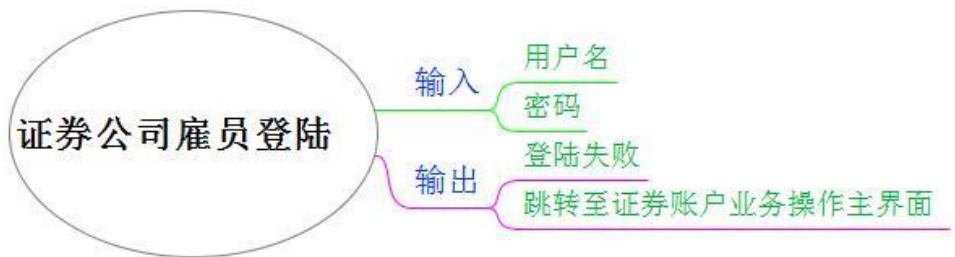 证券公司雇员登陆
输入
用户名
密码
输出
登陆失败
跳转至证券账户业务操作主界面